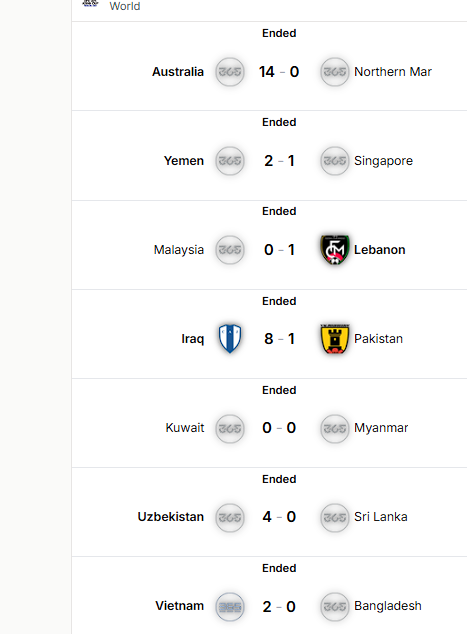 World
Ended
Australia 365 14 - 0 365 Northern Mar
Ended
Yemen 365 2 - 1 365 Singapore
Ended
Malaysia 365 0 - 1 Lebanon
Ended
Iraq 8 - 1 Pakistan
Ended
Kuwait 365 0 - 0 365 Myanmar
Ended
Uzbekistan 365 4 - 0 365 Sri Lanka
Ended
Vietnam 365 2 - 0 365 Bangladesh